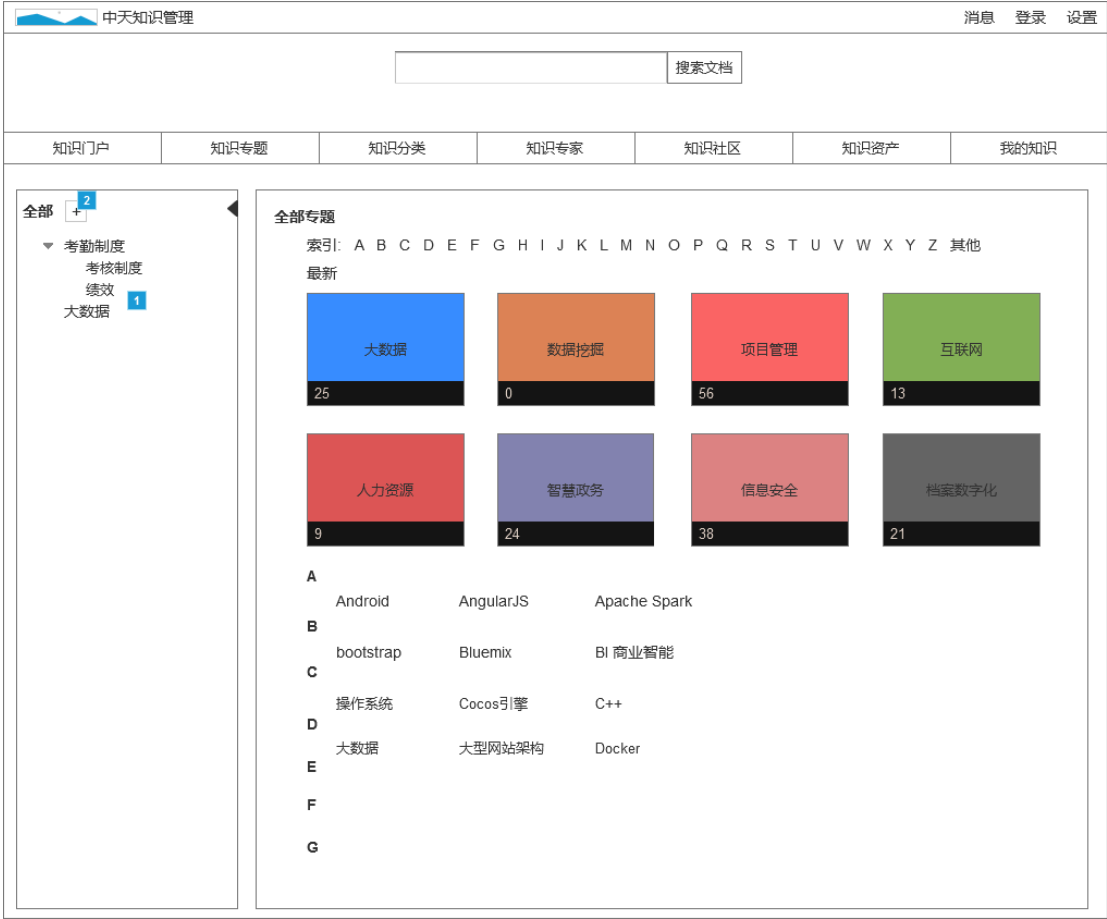 中天知识管理 消息 登录 设置
搜索文档
知识门户 知识专题 知识分类 知识专家 知识社区 知识资产 我的知识
全部 + 2
考勤制度
考核制度
绩效
大数据 1
全部专题
索引: A B C D E F G H I J K L M N O P Q R S T U V W X Y Z 其他
最新
大数据 数据挖掘 项目管理 互联网
25 0 56 13
人力资源 智慧政务 信息安全 档案数字化
9 24 38 21
A
Android AngularJS Apache Spark
B
bootstrap Bluemix BI 商业智能
C
操作系统 Cocos引擎 C++
D
大数据 大型网站架构 Docker
E
F
G